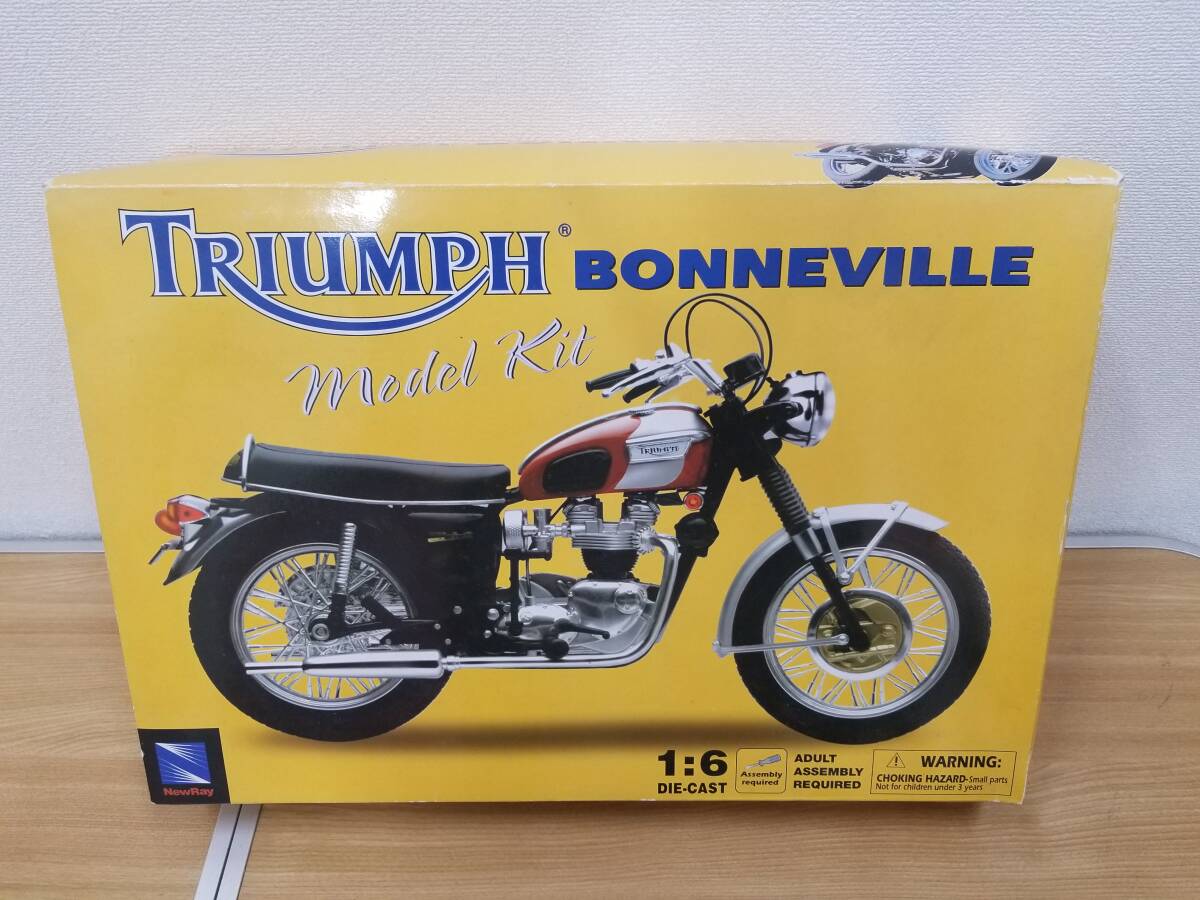 TRIUMPH® BONNEVILLE
Model Kit
TRIUMPH
NewRay
1:6
DIE-CAST
Assembly
required
ADULT
ASSEMBLY
REQUIRED
WARNING:
CHOKING HAZARD-Small parts
Not for children under 3 years